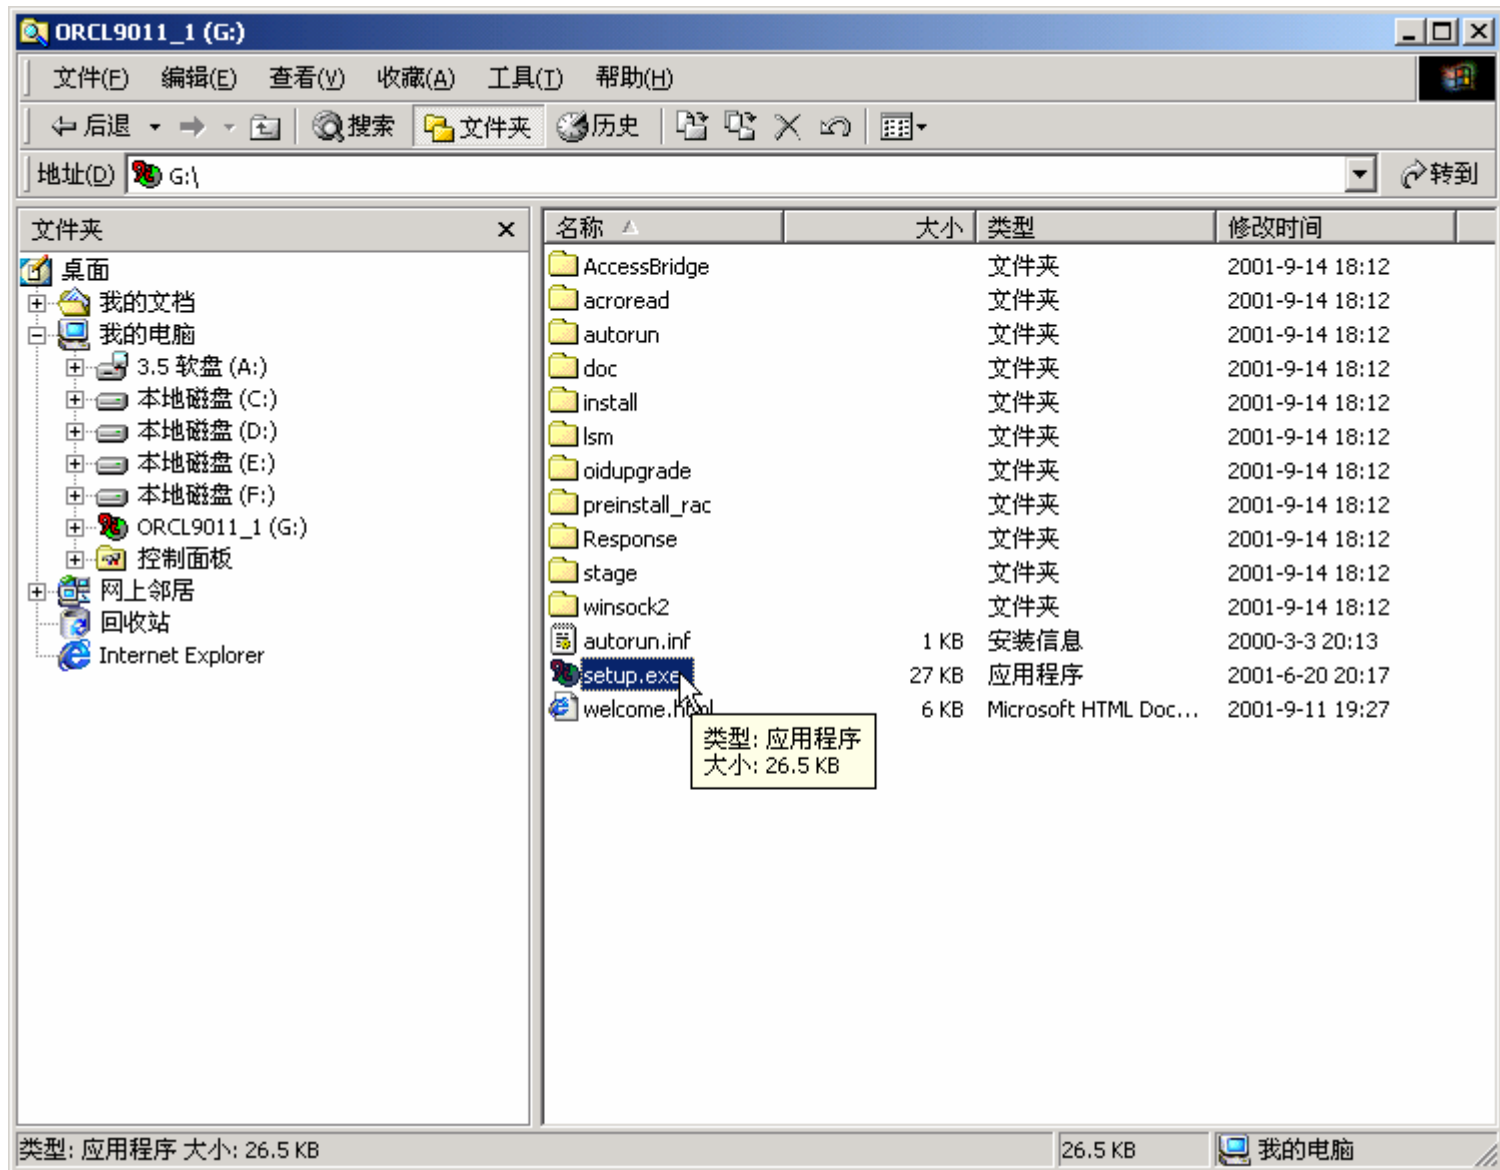 ORCL9011_1 (G:)
文件(F) 编辑(E) 查看(V) 收藏(A) 工具(T) 帮助(H)
后退 搜索 文件夹 历史
地址(D) G:\ 转到
文件夹
桌面
我的文档
我的电脑
3.5 软盘 (A:)
本地磁盘 (C:)
本地磁盘 (D:)
本地磁盘 (E:)
本地磁盘 (F:)
ORCL9011_1 (G:)
控制面板
网上邻居
回收站
Internet Explorer
名称 大小 类型 修改时间
AccessBridge 文件夹 2001-9-14 18:12
acroread 文件夹 2001-9-14 18:12
autorun 文件夹 2001-9-14 18:12
doc 文件夹 2001-9-14 18:12
install 文件夹 2001-9-14 18:12
lsm 文件夹 2001-9-14 18:12
oidupgrade 文件夹 2001-9-14 18:12
preinstall_rac 文件夹 2001-9-14 18:12
Response 文件夹 2001-9-14 18:12
stage 文件夹 2001-9-14 18:12
winsock2 文件夹 2001-9-14 18:12
autorun.inf 1 KB 安装信息 2000-3-3 20:13
setup.exe 27 KB 应用程序 2001-6-20 20:17
welcome.html 6 KB Microsoft HTML Doc... 2001-9-11 19:27
类型: 应用程序
大小: 26.5 KB
类型: 应用程序 大小: 26.5 KB 26.5 KB 我的电脑